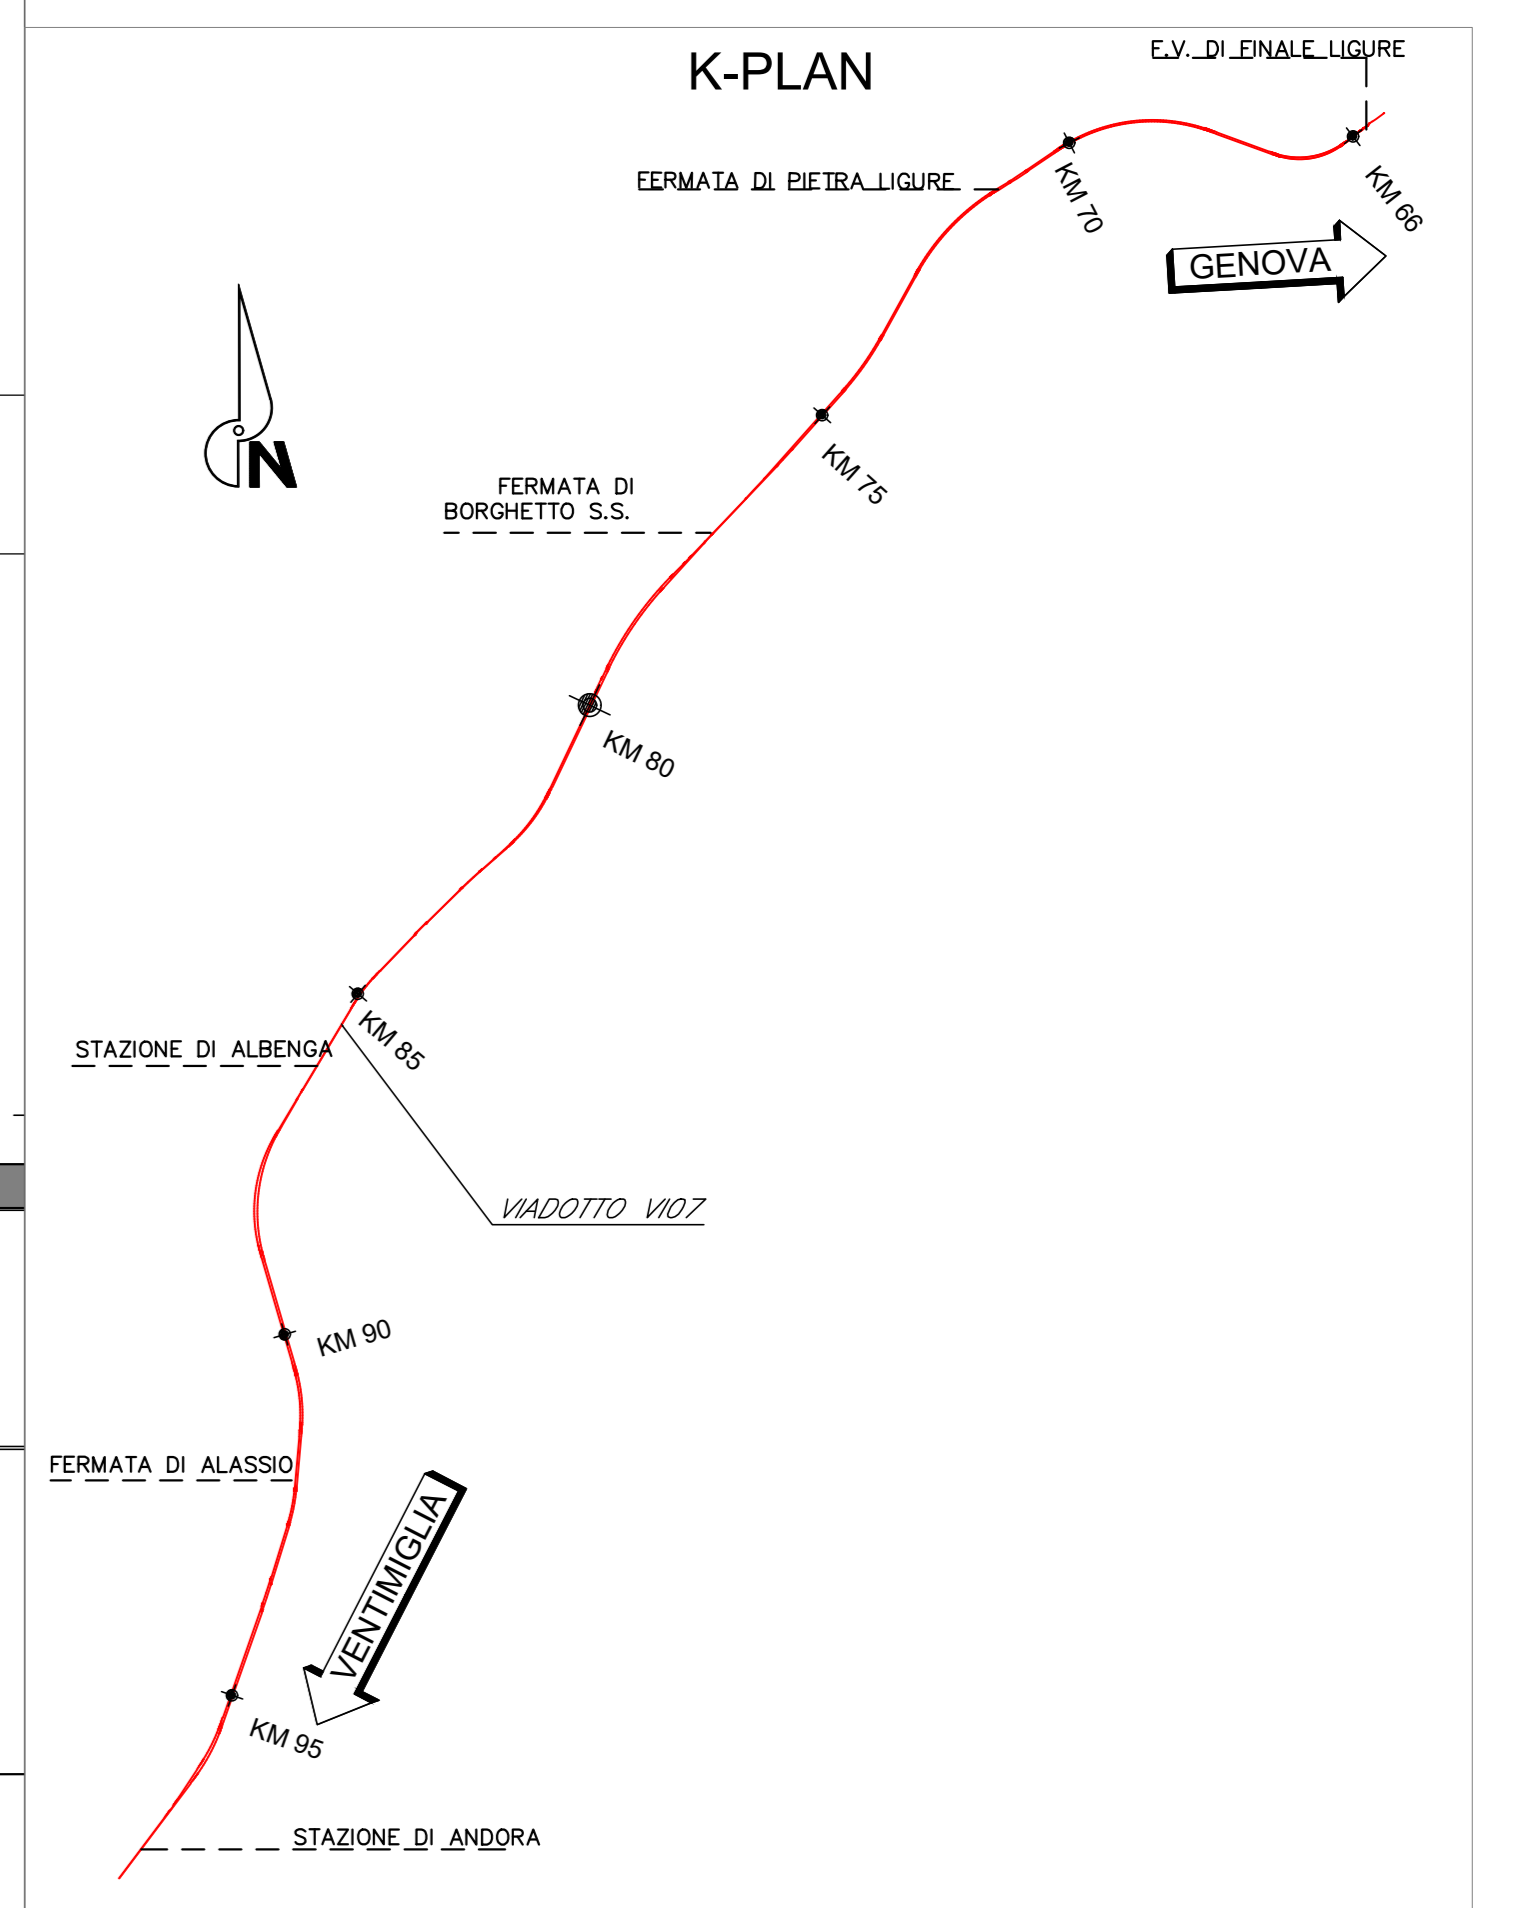 K-PLAN
F.V. DI FINALE LIGURE
FERMATA DI PIETRA LIGURE
KM 70
KM 66
GENOVA
N
KM 75
FERMATA DI
BORGHETTO S.S.
KM 80
KM 85
STAZIONE DI ALBENGA
VIADOTTO VI07
KM 90
FERMATA DI ALASSIO
VENTIMIGLIA
KM 95
STAZIONE DI ANDORA